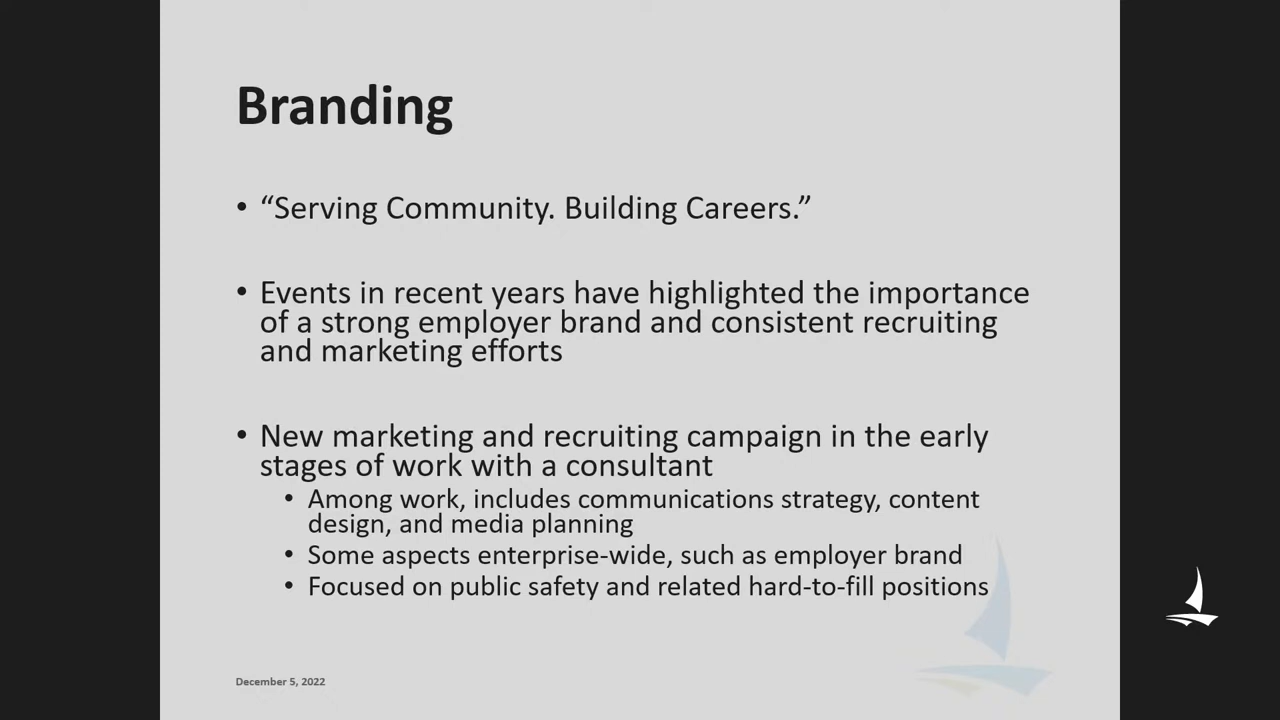 Branding
• “Serving Community. Building Careers.”
• Events in recent years have highlighted the importance
of a strong employer brand and consistent recruiting
and marketing efforts
• New marketing and recruiting campaign in the early
stages of work with a consultant
• Among work, includes communications strategy, content
design, and media planning
• Some aspects enterprise-wide, such as employer brand
• Focused on public safety and related hard-to-fill positions
December 5, 2022